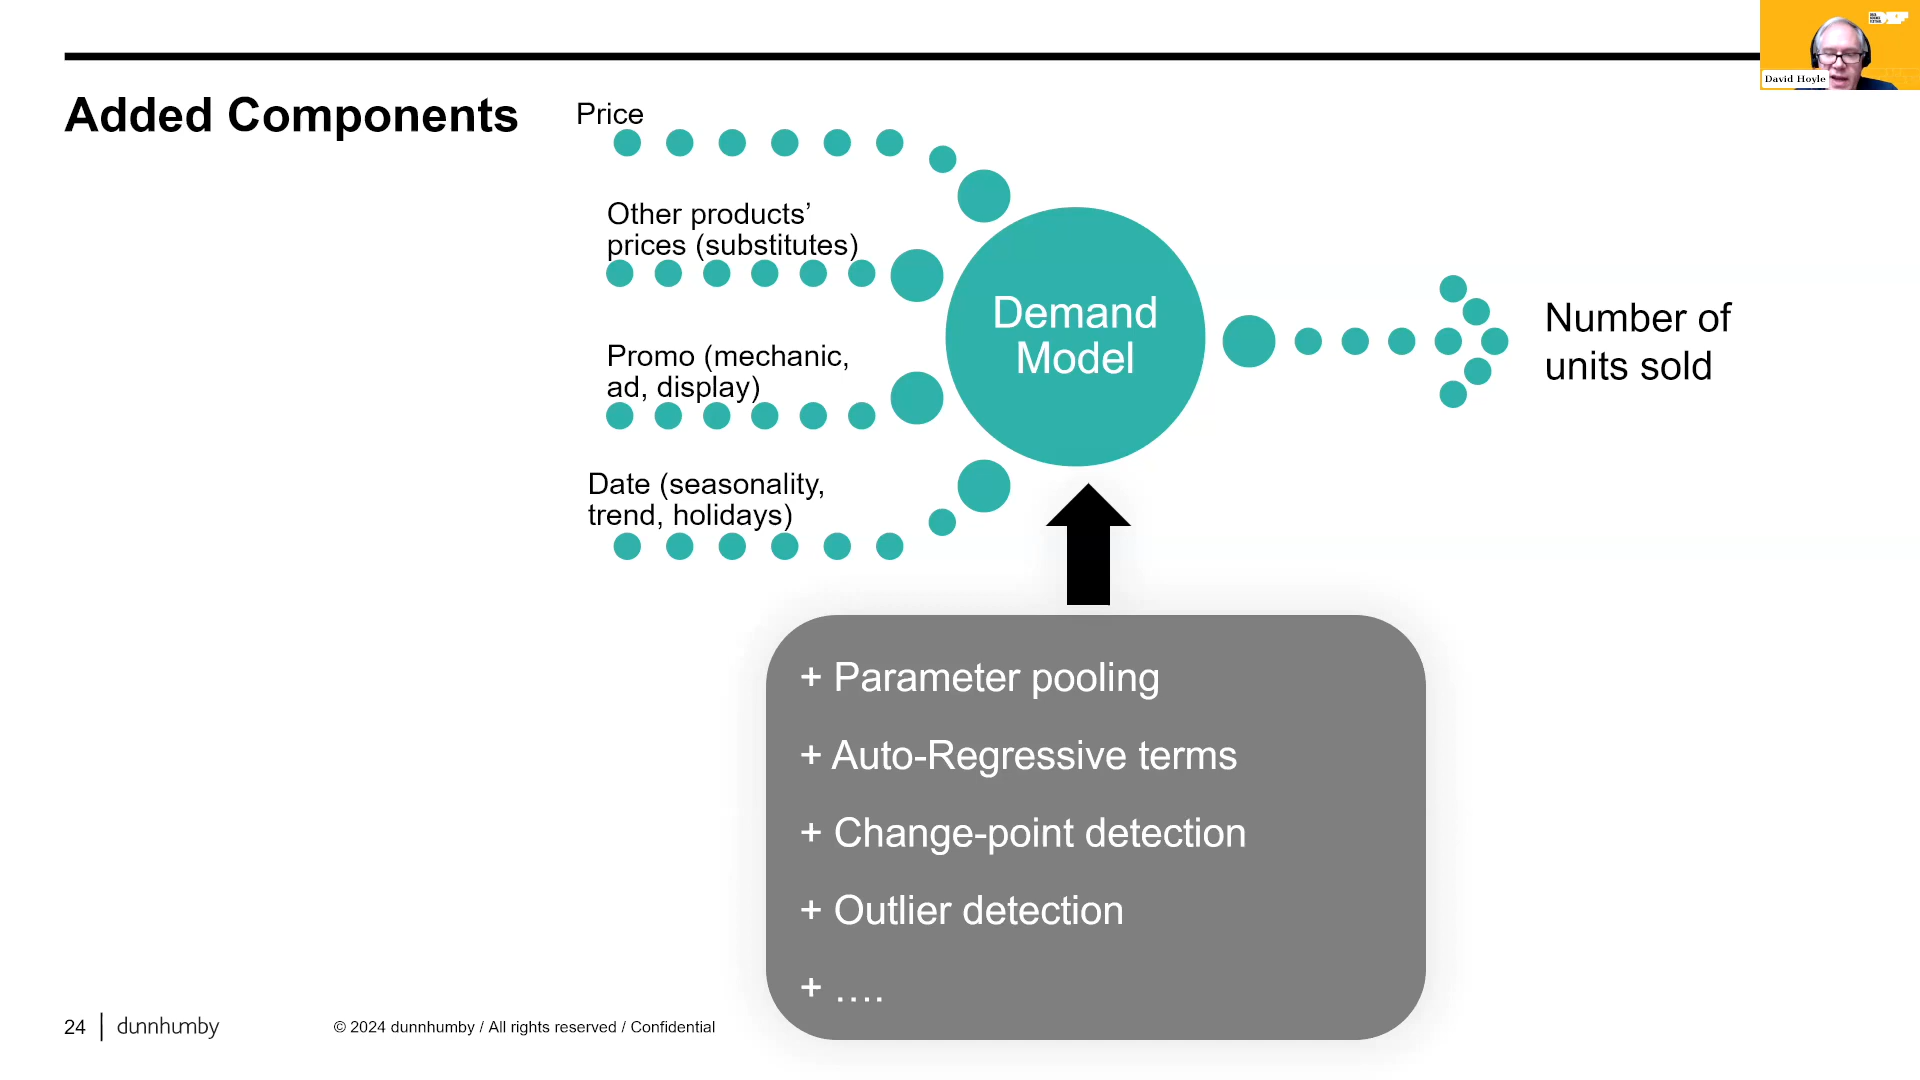 David Hoyle
Added Components
Price
Other products’
prices (substitutes)
Promo (mechanic,
ad, display)
Date (seasonality,
trend, holidays)
Demand
Model
Number of
units sold
+ Parameter pooling
+ Auto-Regressive terms
+ Change-point detection
+ Outlier detection
+ ….
24
dunnhumby
© 2024 dunnhumby / All rights reserved / Confidential